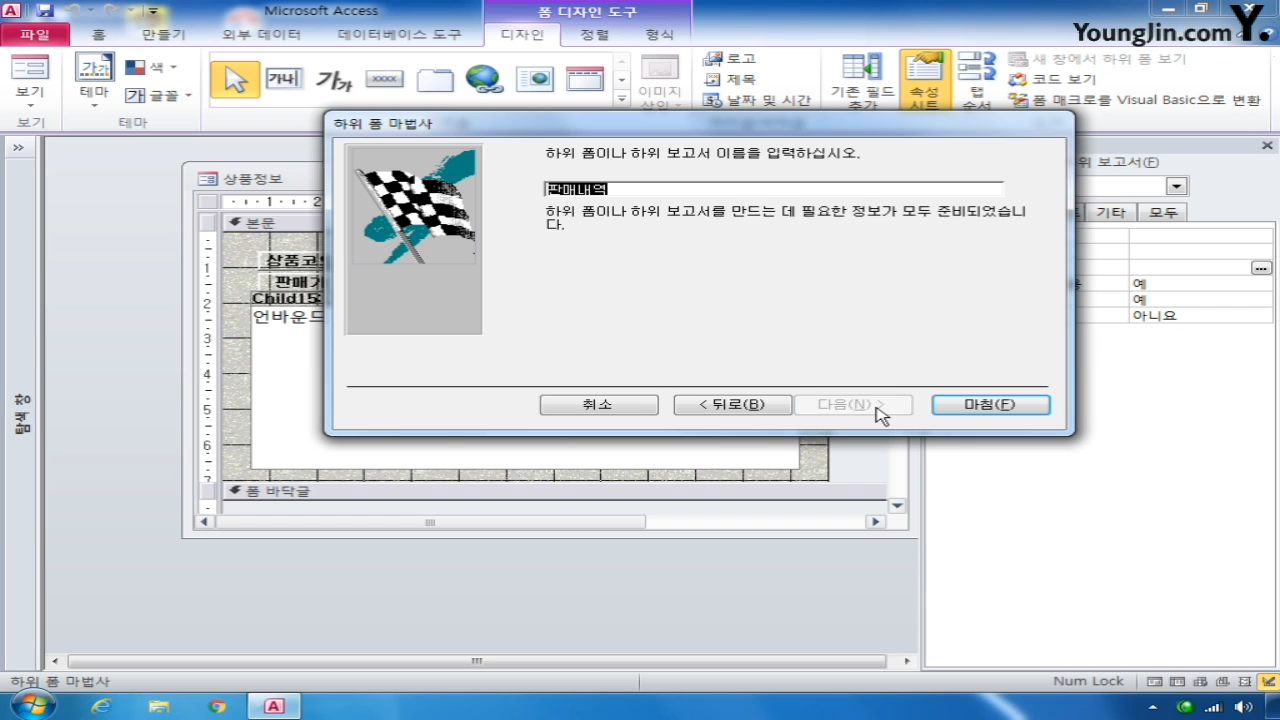 Microsoft Access
폼 디자인 도구
파일 홈 만들기 외부 데이터 데이터베이스 도구 디자인 정렬 형식
YoungJin.com Y.
보기 테마 색 글꼴
가나 가가 xxxx
이미지
삽입
로고
제목
날짜 및 시간
기존 필드
추가
속성
시트
탭
순서
새 창에서 하위 폼 보기
코드 보기
폼 매크로를 Visual Basic으로 변환
보기 테마
하위 폼 마법사
하위 폼이나 하위 보고서 이름을 입력하십시오.
판매내역
하위 폼이나 하위 보고서를 만드는 데 필요한 정보가 모두 준비되었습니
다.
취소 < 뒤로(B) 다음(N) > 마침(F)
상품정보
본문
상품코
판매가
Child15
언바운드
폼 바닥글
위 보고서(F)
기타 모두
예
예
아니요
탐색 창
하위 폼 마법사
Num Lock